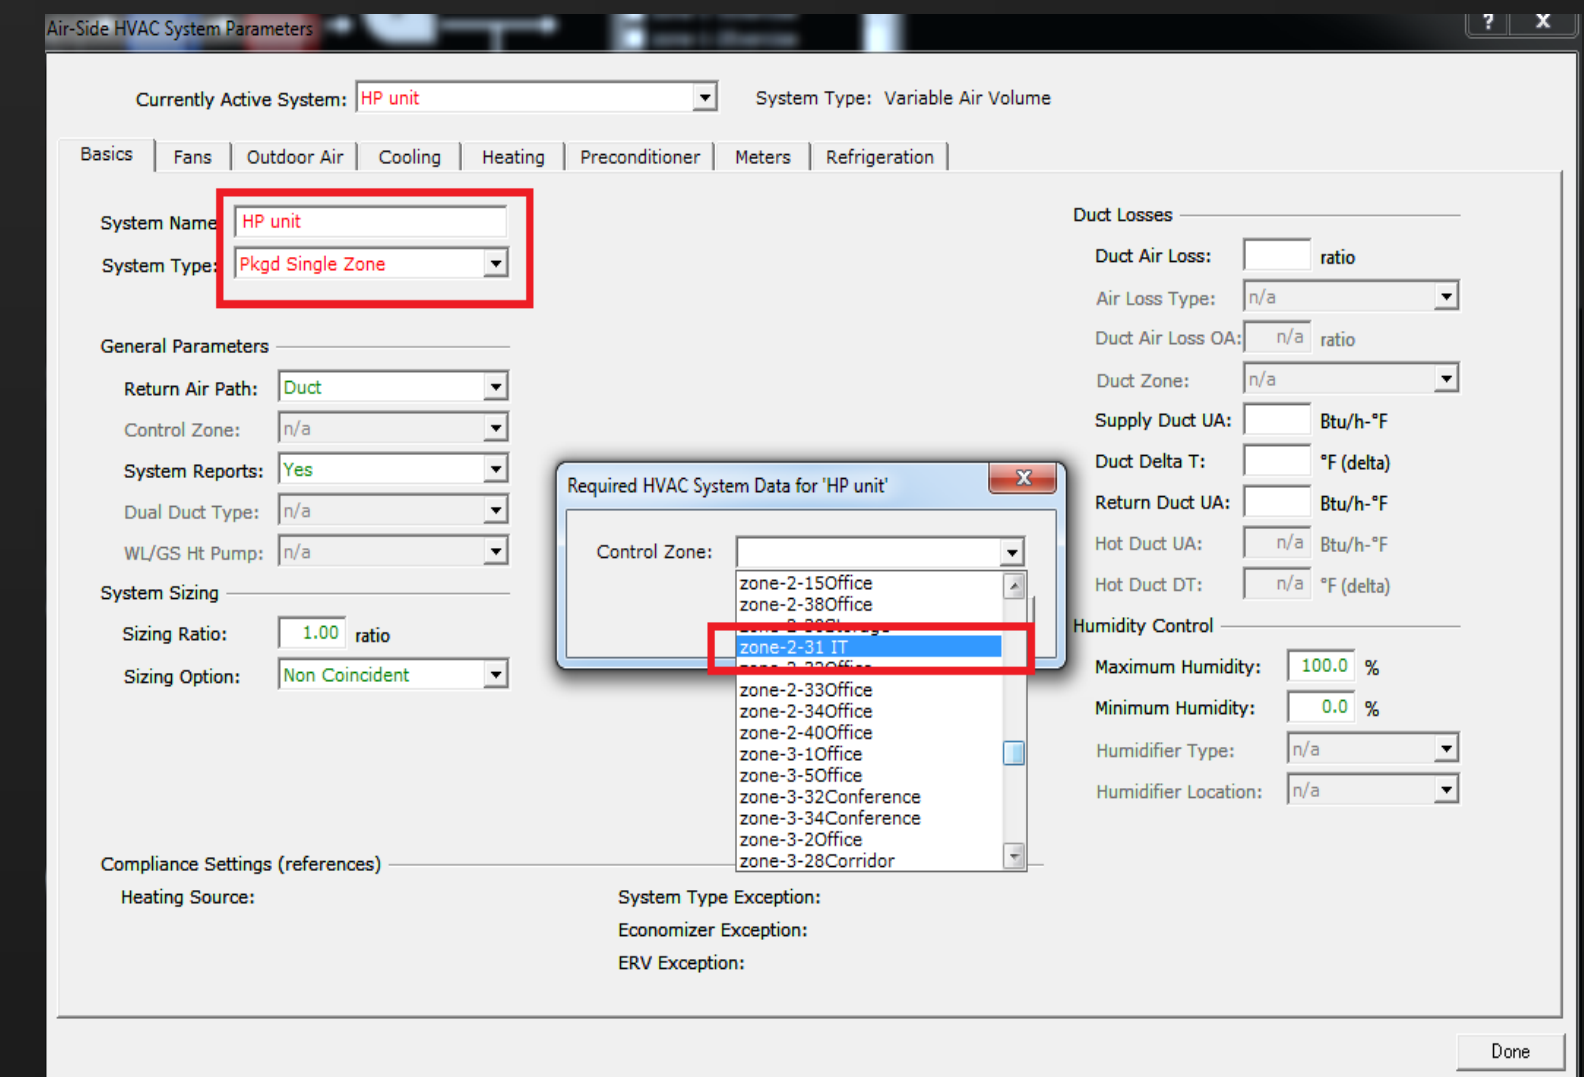 Air-Side HVAC System Parameters
? X
Currently Active System: HP unit
System Type: Variable Air Volume
Basics Fans Outdoor Air Cooling Heating Preconditioner Meters Refrigeration
System Name HP unit
System Type: Pkgd Single Zone
General Parameters
Return Air Path: Duct
Control Zone: n/a
System Reports: Yes
Dual Duct Type: n/a
WL/GS Ht Pump: n/a
System Sizing
Sizing Ratio: 1.00 ratio
Sizing Option: Non Coincident
Required HVAC System Data for 'HP unit'
X
Control Zone:
zone-2-15Office
zone-2-38Office
zone-2-31 IT
zone-2-33Office
zone-2-34Office
zone-2-40Office
zone-3-1Office
zone-3-5Office
zone-3-32Conference
zone-3-34Conference
zone-3-2Office
zone-3-28Corridor
Duct Losses
Duct Air Loss: ratio
Air Loss Type: n/a
Duct Air Loss OA: n/a ratio
Duct Zone: n/a
Supply Duct UA: Btu/h-°F
Duct Delta T: °F (delta)
Return Duct UA: Btu/h-°F
Hot Duct UA: n/a Btu/h-°F
Hot Duct DT: n/a °F (delta)
Humidity Control
Maximum Humidity: 100.0 %
Minimum Humidity: 0.0 %
Humidifier Type: n/a
Humidifier Location: n/a
Compliance Settings (references)
Heating Source:
System Type Exception:
Economizer Exception:
ERV Exception:
Done